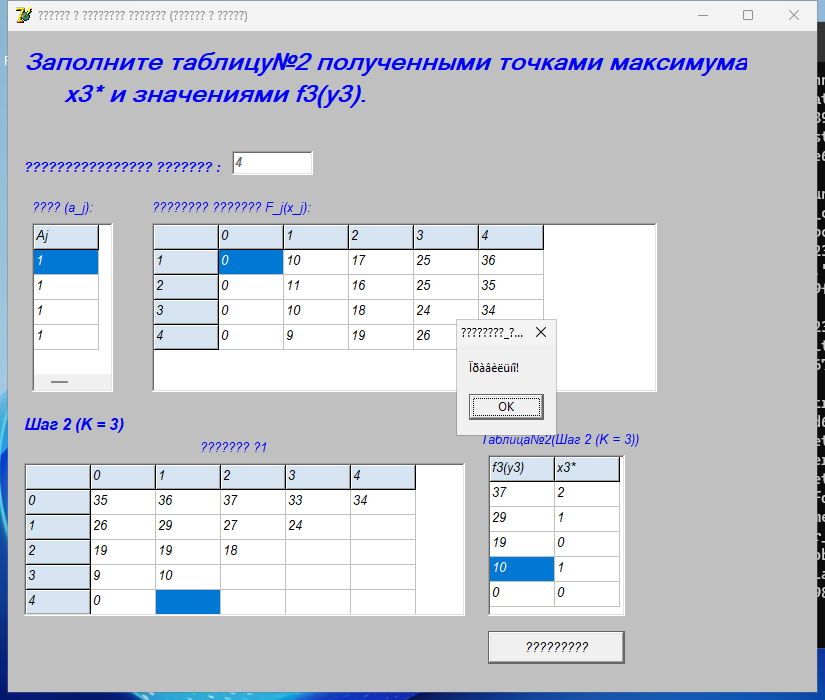 ?????? ? ???????? ??????? (?????? ? ?????)
Заполните таблицу№2 полученными точками максимума
x3* и значениями f3(y3).
???????????????? ??????? : 4
???? (a_j):
???????? ??????? F_j(x_j):
Aj
1
1
1
1
0 1 2 3 4
1 0 10 17 25 36
2 0 11 16 25 35
3 0 10 18 24 34
4 0 9 19 26
????????_?...
Ïðàâèëüíî!
OK
Шаг 2 (K = 3)
??????? ?1
0 1 2 3 4
0 35 36 37 33 34
1 26 29 27 24
2 19 19 18
3 9 10
4 0
Таблица№2(Шаг 2 (K = 3))
f3(y3) x3*
37 2
29 1
19 0
10 1
0 0
?????????